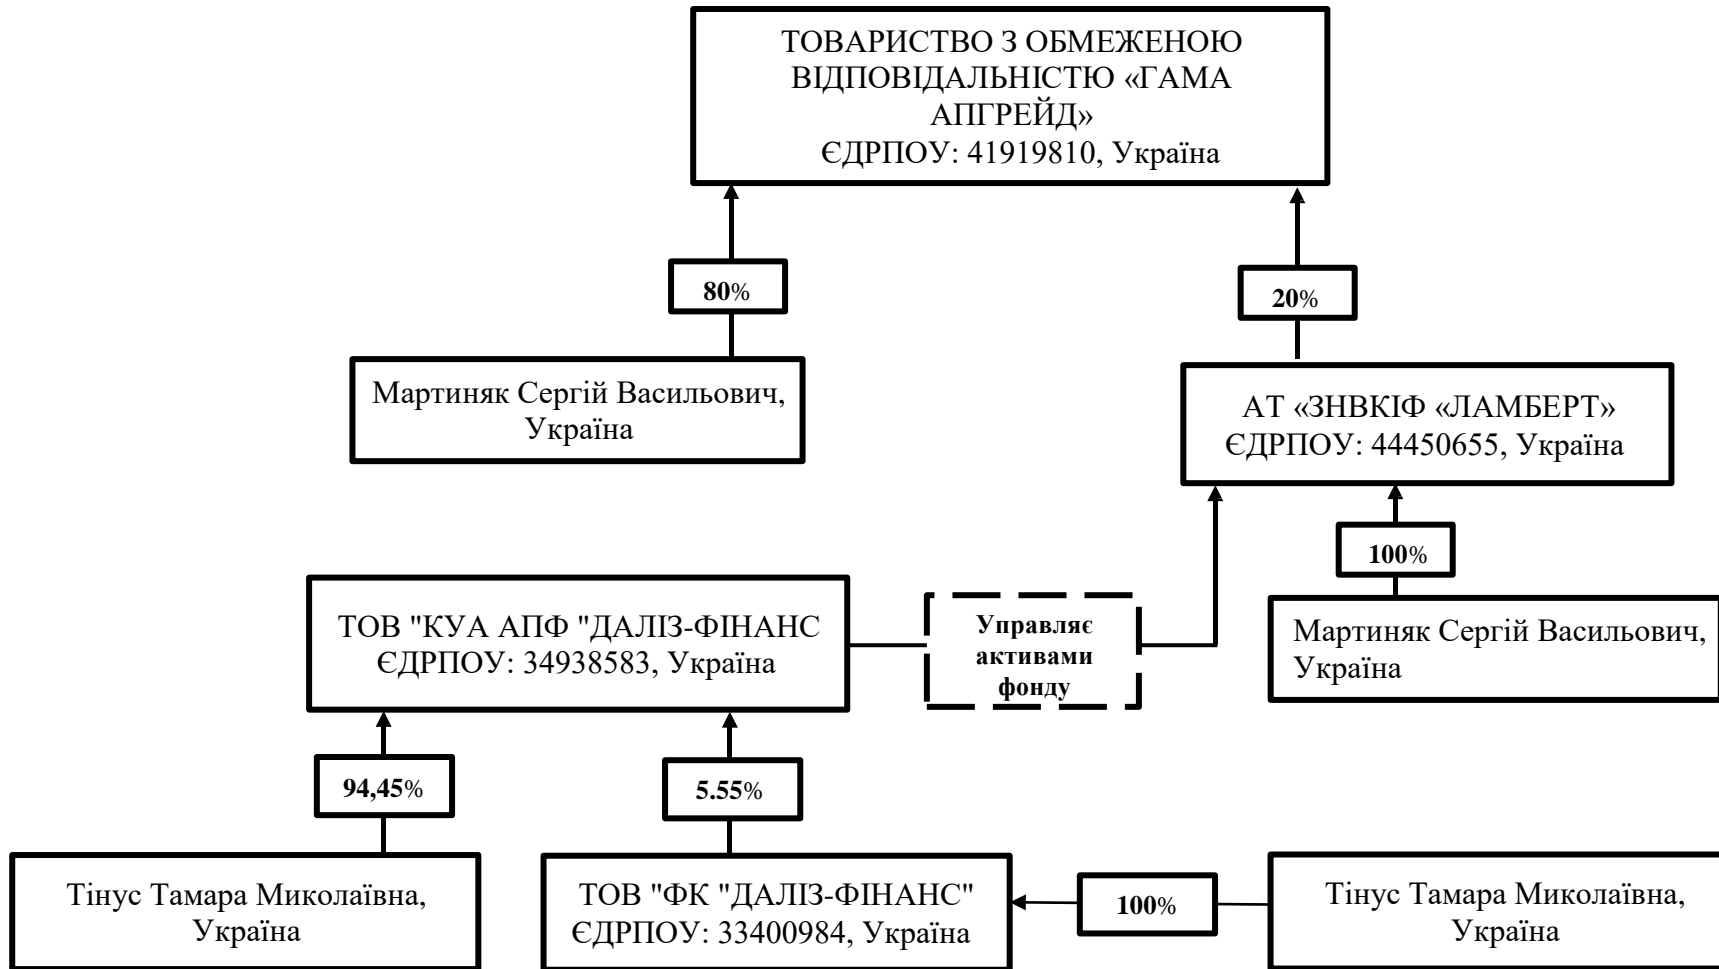 ТОВАРИСТВО З ОБМЕЖЕНОЮ
ВІДПОВІДАЛЬНІСТЮ «ГАМА
АПГРЕЙД»
ЄДРПОУ: 41919810, Україна
80%
20%
Мартиняк Сергій Васильович,
Україна
АТ «ЗНВКІФ «ЛАМБЕРТ»
ЄДРПОУ: 44450655, Україна
100%
ТОВ "КУА АПФ "ДАЛІЗ-ФІНАНС
ЄДРПОУ: 34938583, Україна
Управляє
активами
фонду
Мартиняк Сергій Васильович,
Україна
94,45%
5.55%
Тінус Тамара Миколаївна,
Україна
ТОВ "ФК "ДАЛІЗ-ФІНАНС"
ЄДРПОУ: 33400984, Україна
100%
Тінус Тамара Миколаївна,
Україна